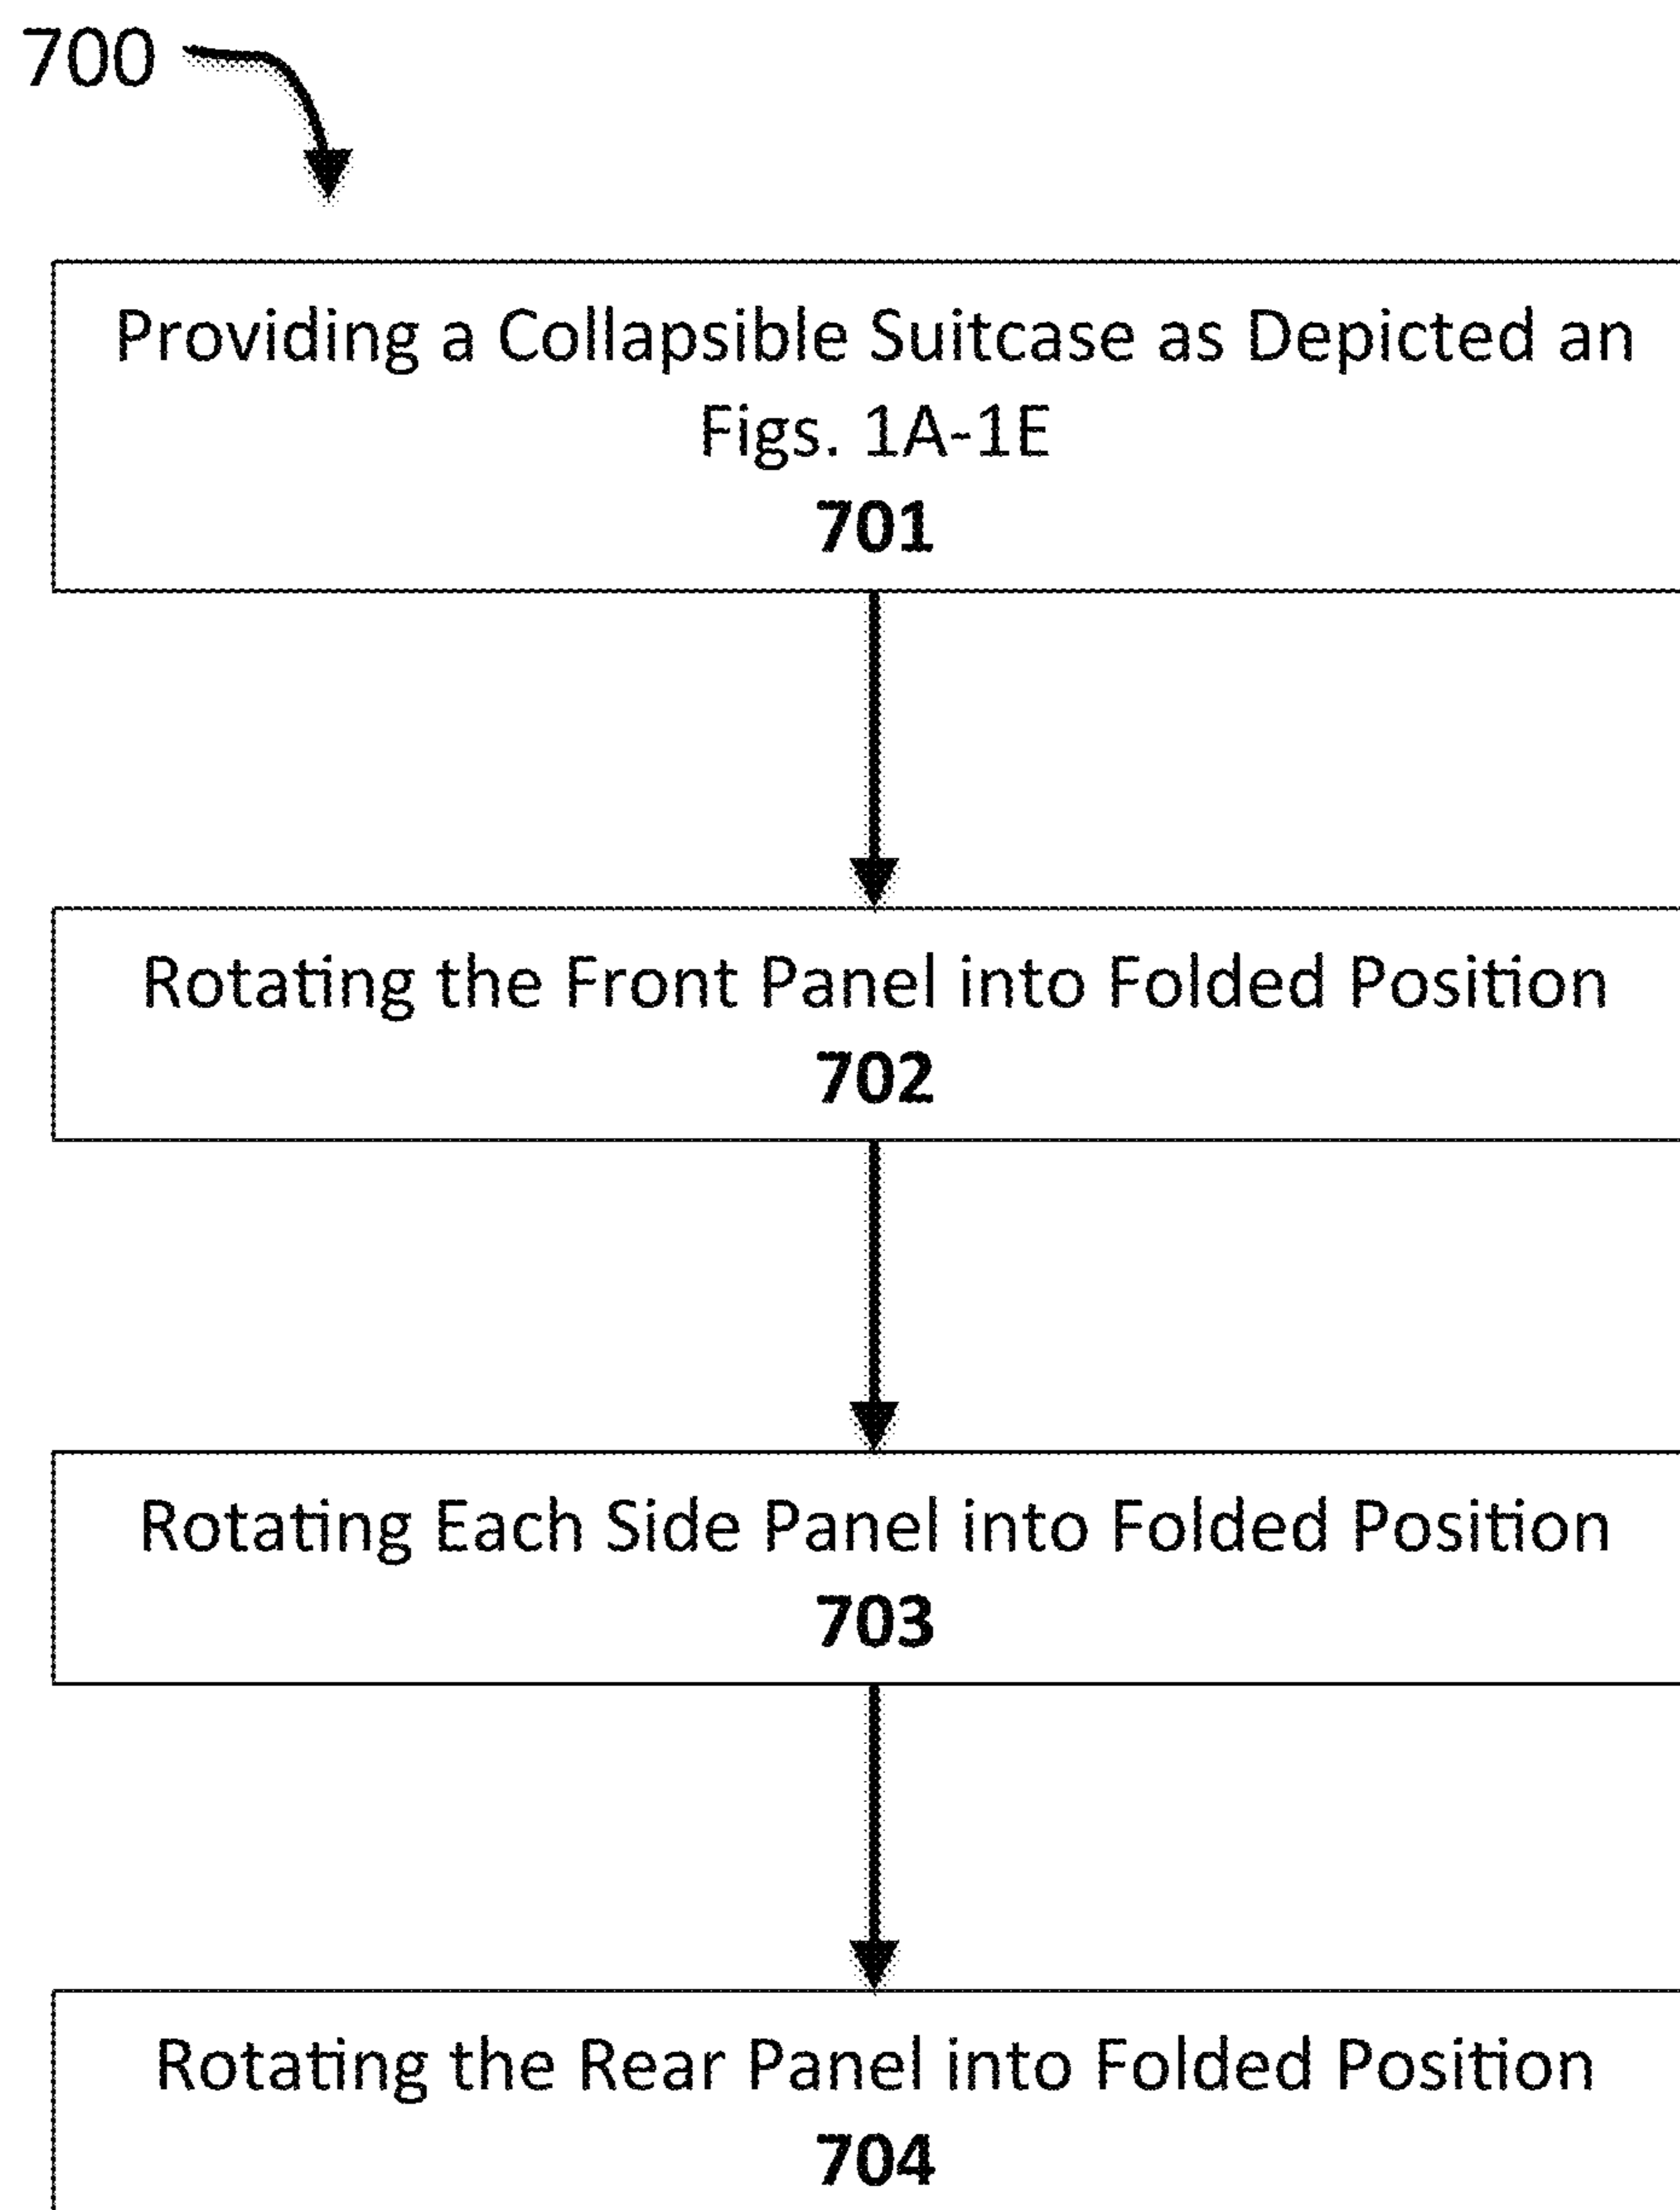 700
Providing a Collapsible Suitcase as Depicted an
Figs. 1A-1E
701
Rotating the Front Panel into Folded Position
702
Rotating Each Side Panel into Folded Position
703
Rotating the Rear Panel into Folded Position
704